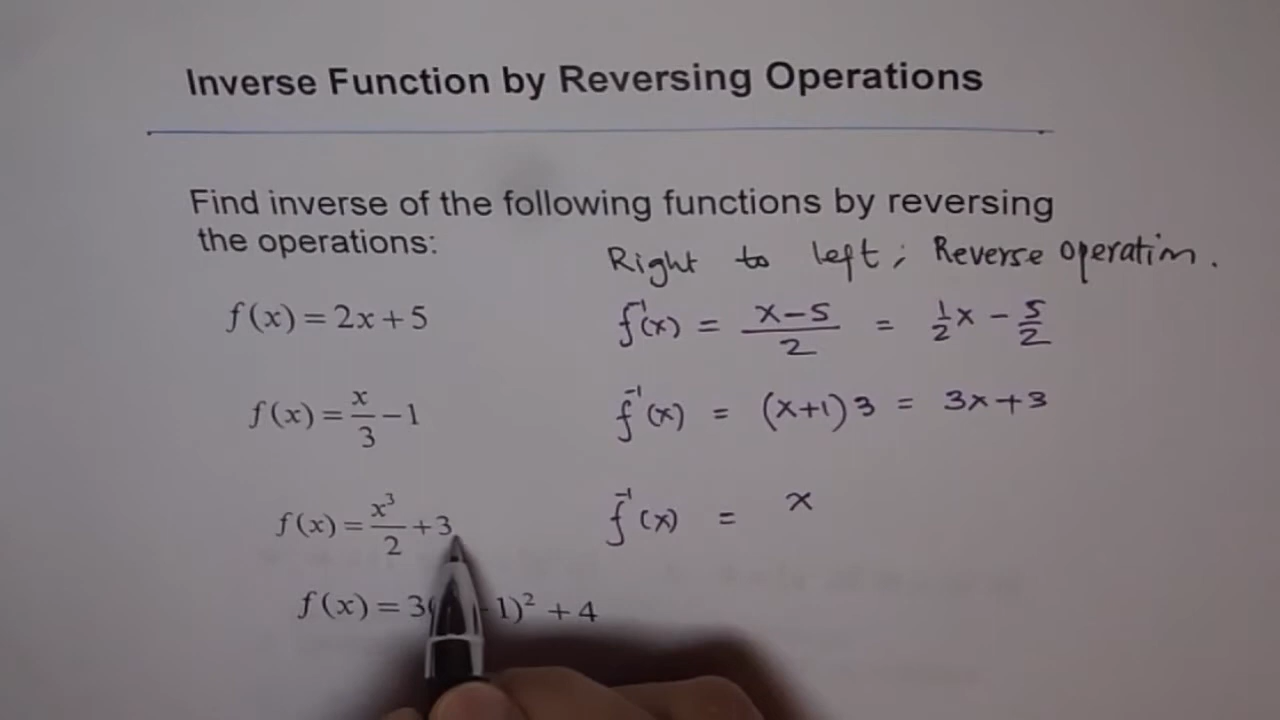 Inverse Function by Reversing Operations
Find inverse of the following functions by reversing
the operations:
Right to left; Reverse operation.
f(x) = 2x + 5
f⁻¹(x) = (x-5)/2 = 1/2 x - 5/2
f(x) = x/3 - 1
f⁻¹(x) = (x+1)3 = 3x+3
f(x) = x³/2 + 3
f⁻¹(x) = x
f(x) = 3( -1)² + 4